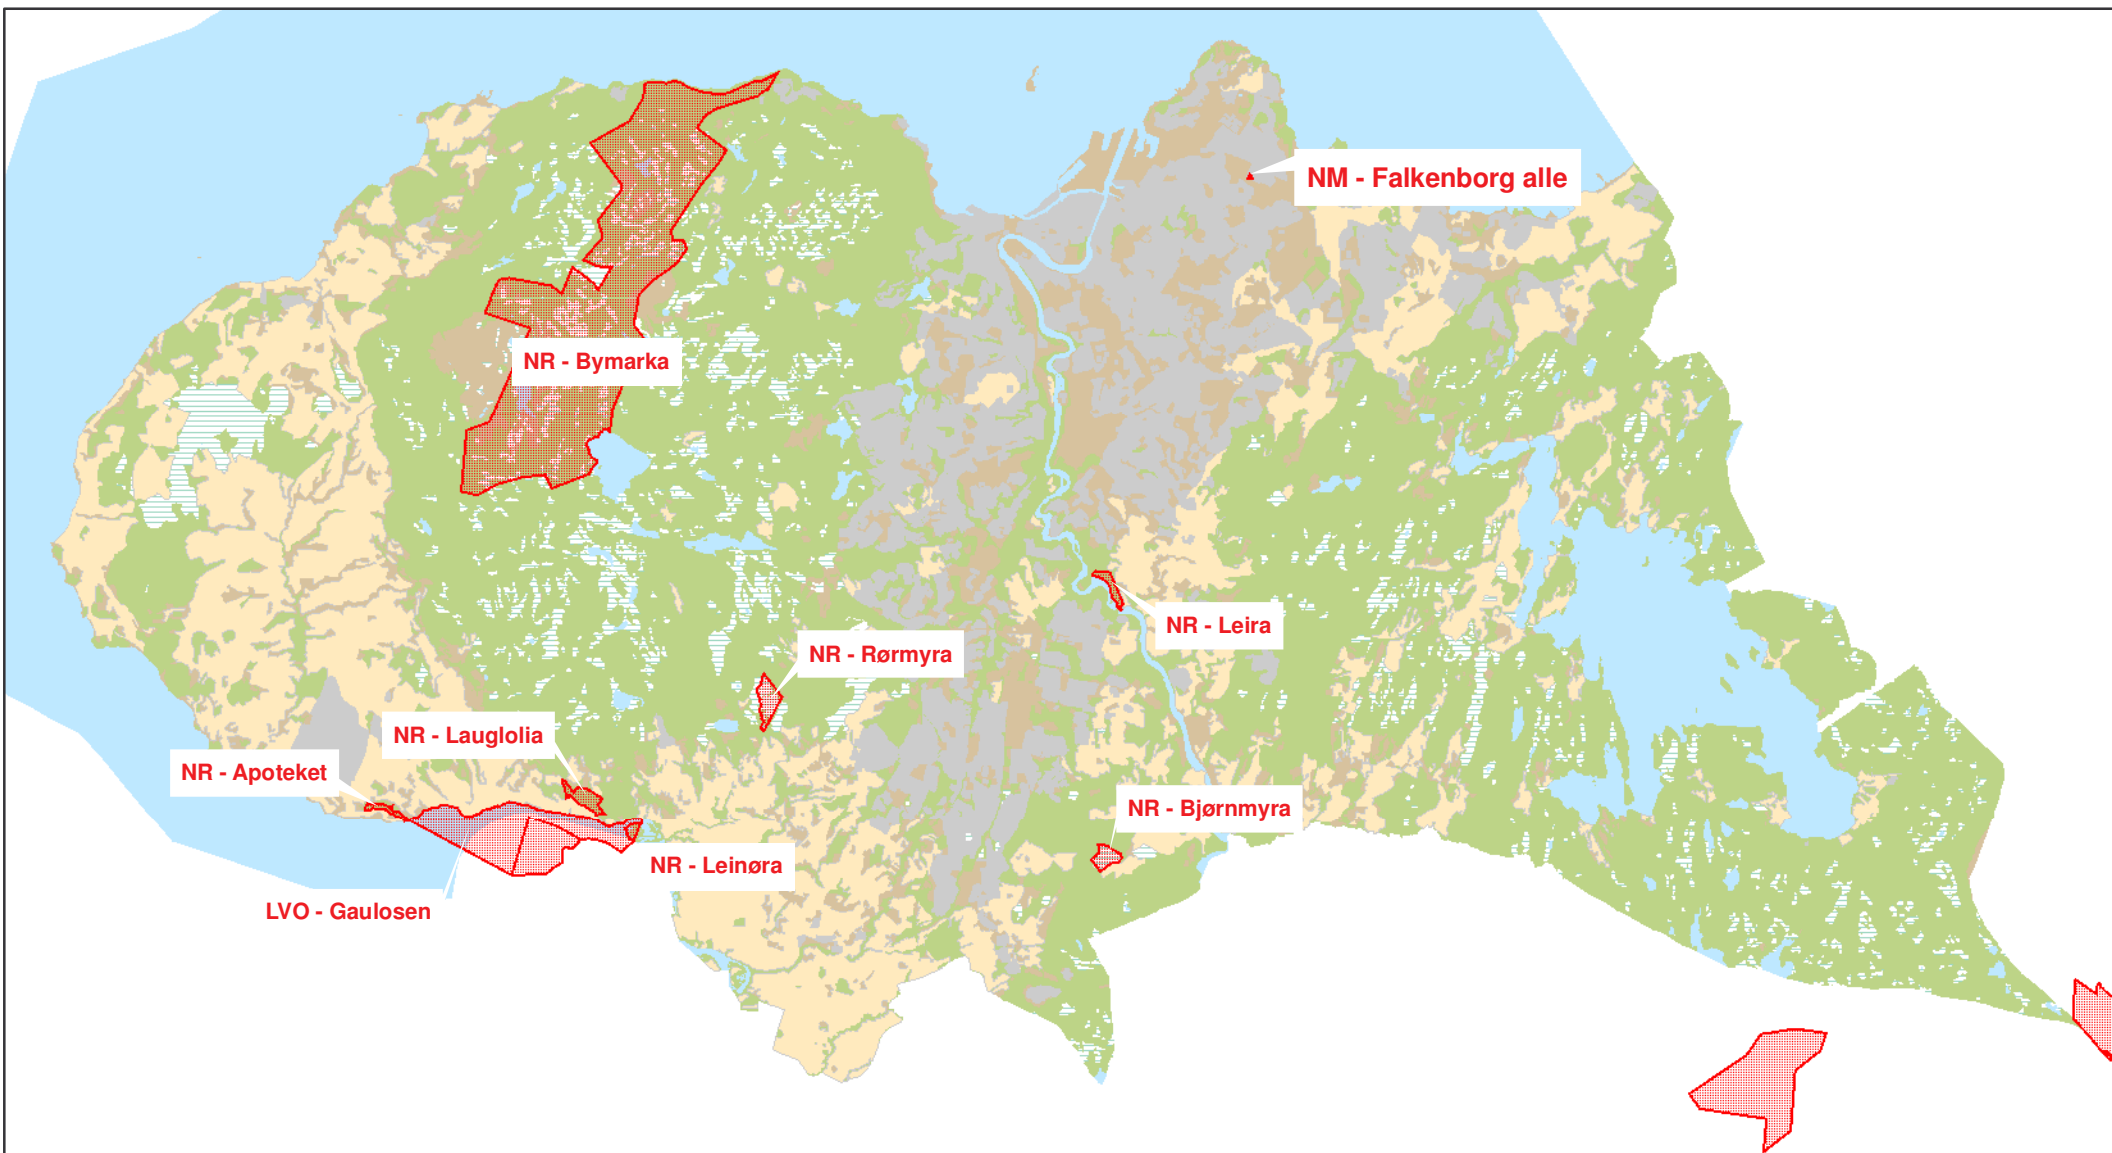 NM - Falkenborg alle
NR - Bymarka
NR - Leira
NR - Rørmyra
NR - Lauglolia
NR - Apoteket
NR - Bjørnmyra
NR - Leinøra
LVO - Gaulosen